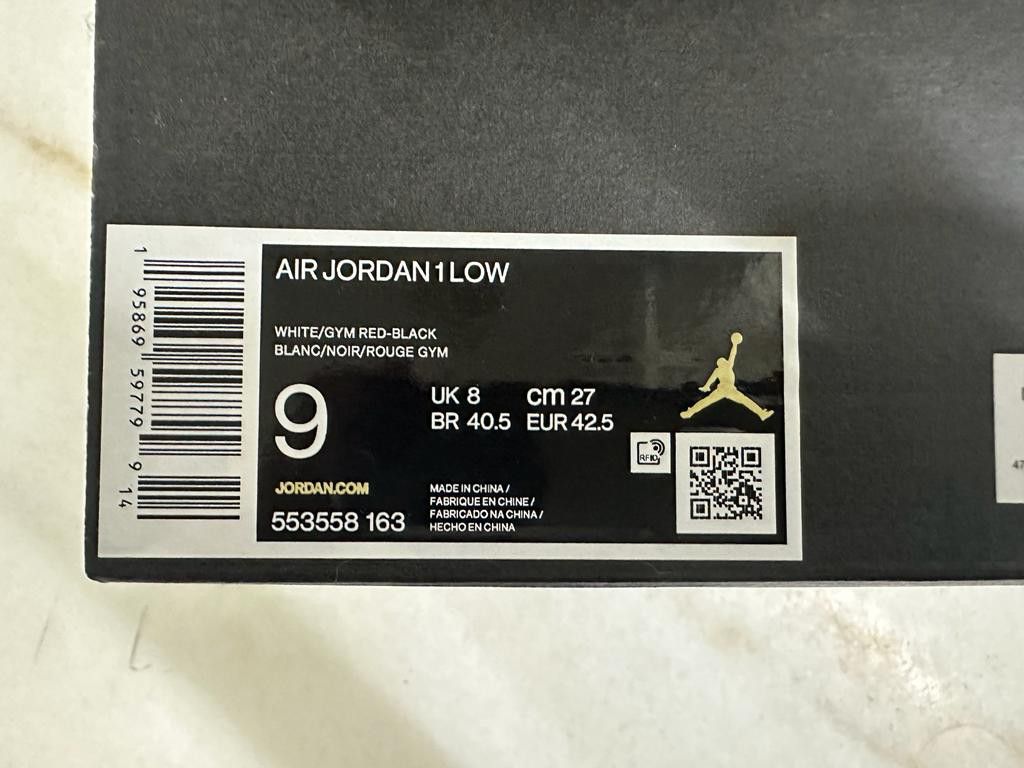 AIR JORDAN 1 LOW
WHITE/GYM RED-BLACK
BLANC/NOIR/ROUGE GYM
9
UK 8 cm 27
BR 40.5 EUR 42.5
RFID
JORDAN.COM
553558 163
MADE IN CHINA /
FABRIQUE EN CHINE /
FABRICADO NA CHINA /
HECHO EN CHINA
1 95869 59779 9 14
47